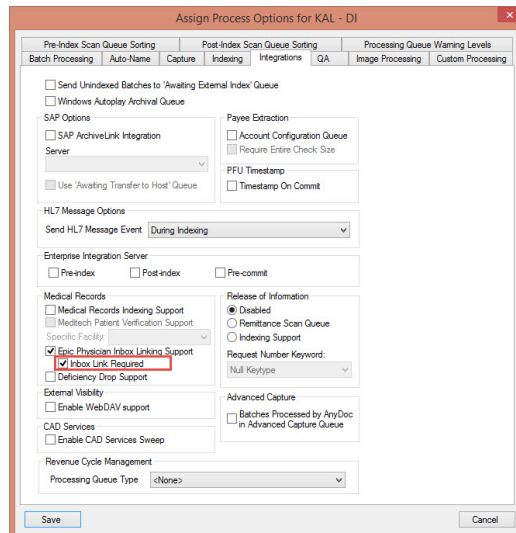 Assign Process Options for KAL - DI
x
Pre-Index Scan Queue Sorting Post-Index Scan Queue Sorting Processing Queue Warning Levels
Batch Processing Auto-Name Capture Indexing Integrations QA Image Processing Custom Processing
Send Unindexed Batches to 'Awaiting External Index' Queue
Windows Autoplay Archival Queue
SAP Options
SAP ArchiveLink Integration
Server
Use 'Awaiting Transfer to Host' Queue
Payee Extraction
Account Configuration Queue
Require Entire Check Size
PFU Timestamp
Timestamp On Commit
HL7 Message Options
Send HL7 Message Event During Indexing
Enterprise Integration Server
Pre-index Post-index Pre-commit
Medical Records
Medical Records Indexing Support
Meditech Patient Verification Support
Specific Facility:
Epic Physician Inbox Linking Support
Inbox Link Required
Deficiency Drop Support
Release of Information
Disabled
Remittance Scan Queue
Indexing Support
Request Number Keyword:
Null Keytype
External Visibility
Enable WebDAV support
CAD Services
Enable CAD Services Sweep
Advanced Capture
Batches Processed by AnyDoc
in Advanced Capture Queue
Revenue Cycle Management
Processing Queue Type <None>
Save Cancel